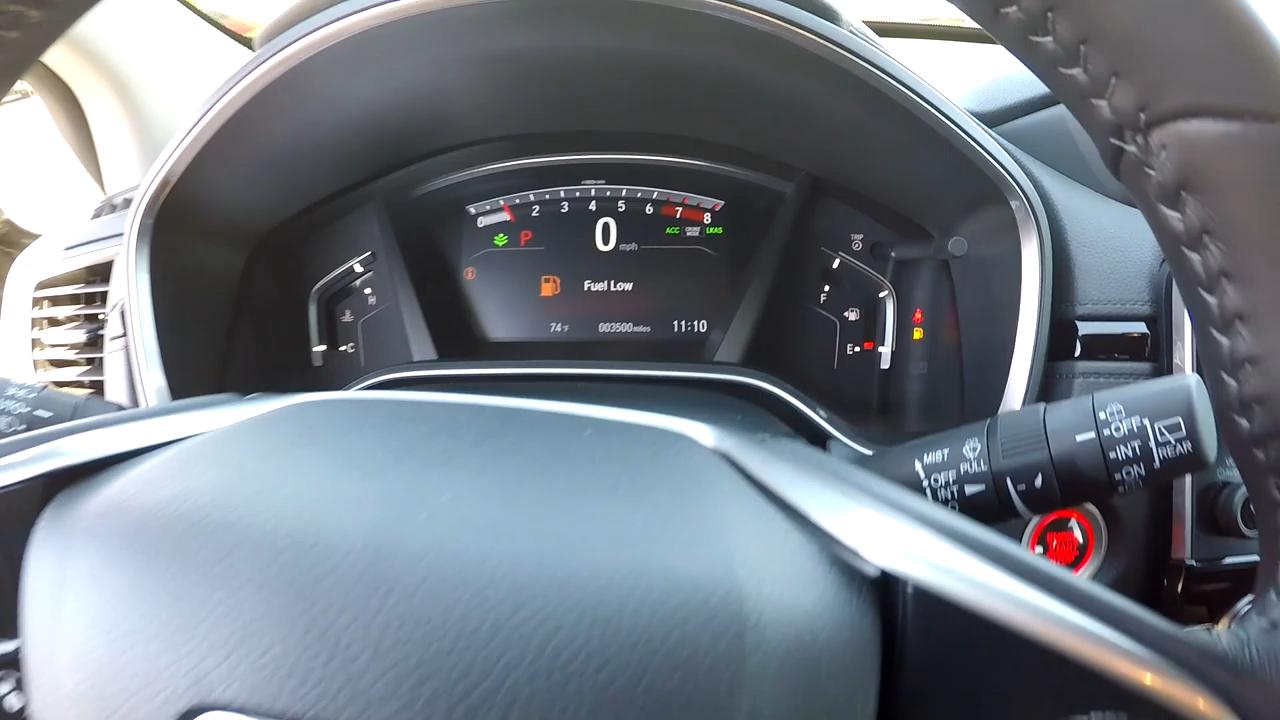 0 2 3 4 5 6 7 8
P
0 mph
ACC CRUISE MODE LKAS
Fuel Low
74°F 003500 miles 11:10
H
C
TRIP
F
E
MIST
OFF
INT
PULL
OFF
INT
ON
REAR